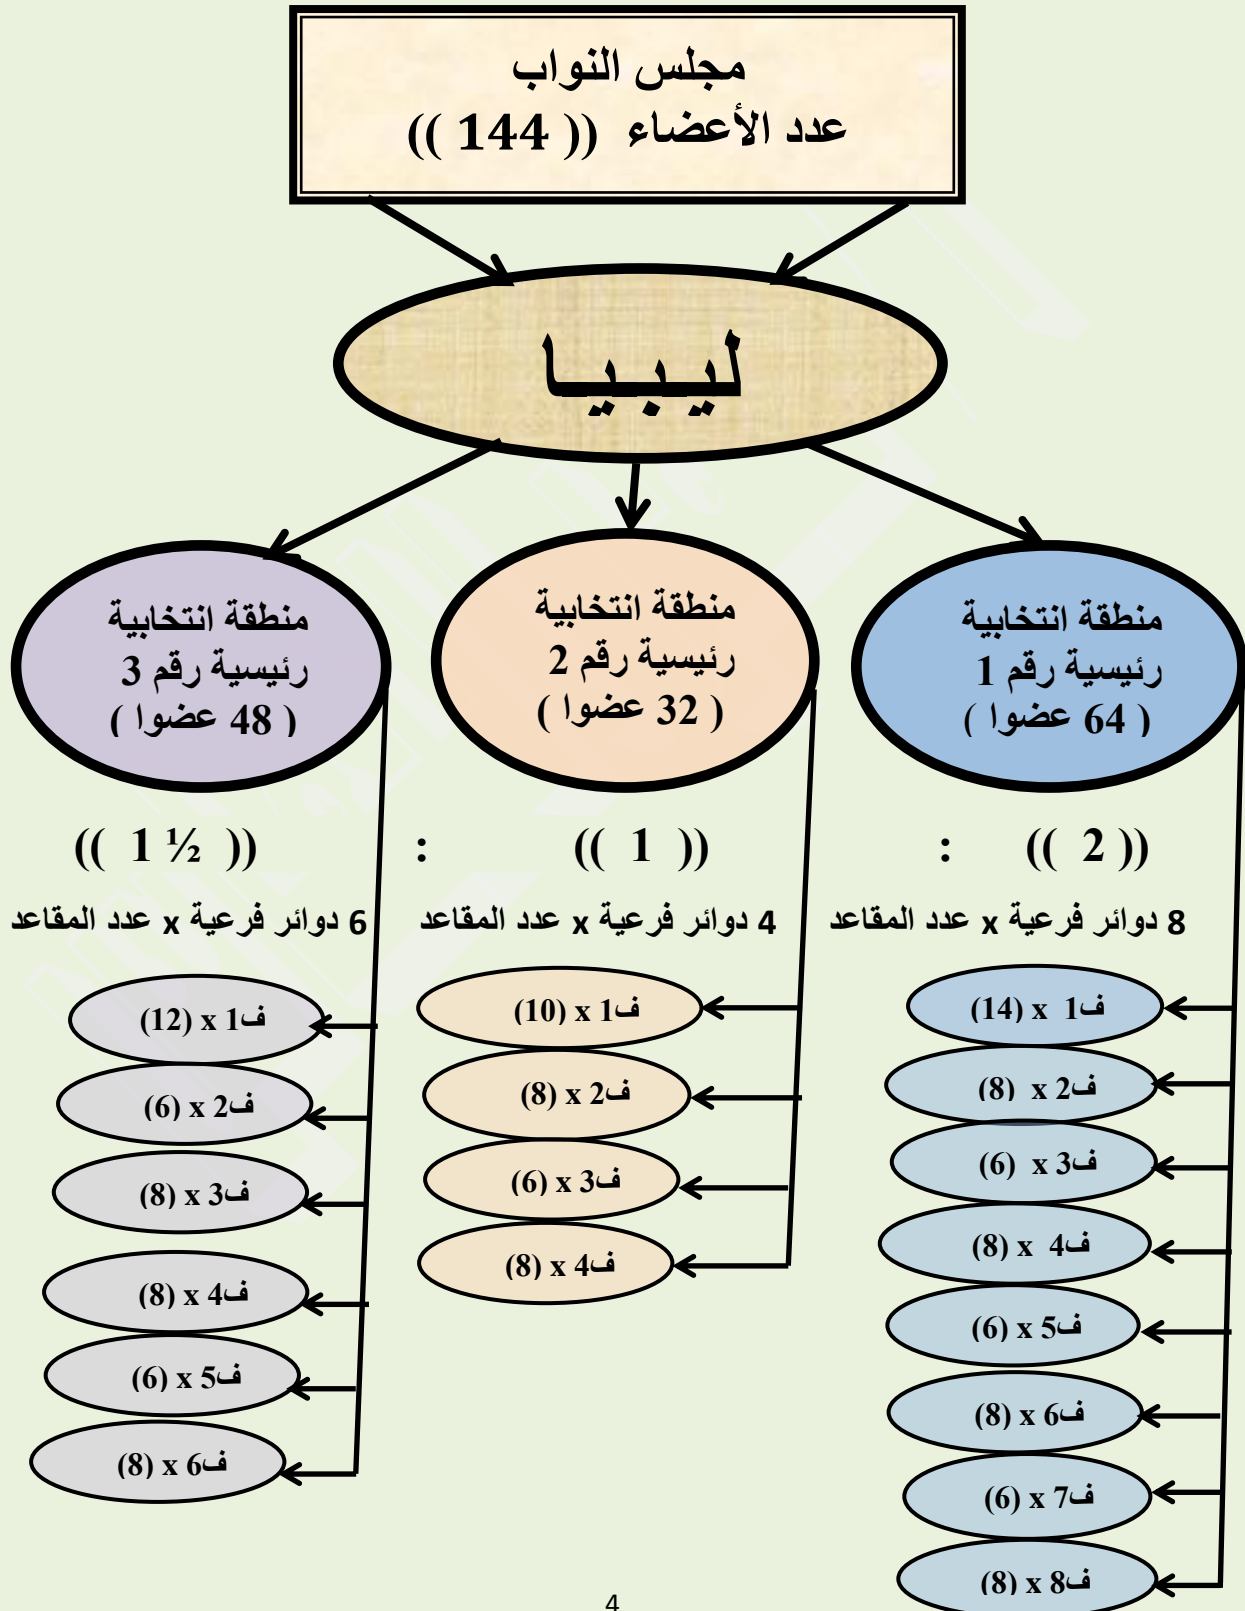 مجلس النواب
عدد الأعضاء (( 144 ))
ليبيا
منطقة انتخابية
رئيسية رقم 1
( 64 عضوا )
منطقة انتخابية
رئيسية رقم 2
( 32 عضوا )
منطقة انتخابية
رئيسية رقم 3
( 48 عضوا )
(( 2 )) : (( 1 )) : (( 1 ½ ))
8 دوائر فرعية x عدد المقاعد
ف1 x (14)
ف2 x (8)
ف3 x (6)
ف4 x (8)
ف5 x (6)
ف6 x (8)
ف7 x (6)
ف8 x (8)
4 دوائر فرعية x عدد المقاعد
ف1 x (10)
ف2 x (8)
ف3 x (6)
ف4 x (8)
6 دوائر فرعية x عدد المقاعد
ف1 x (12)
ف2 x (6)
ف3 x (8)
ف4 x (8)
ف5 x (6)
ف6 x (8)
4